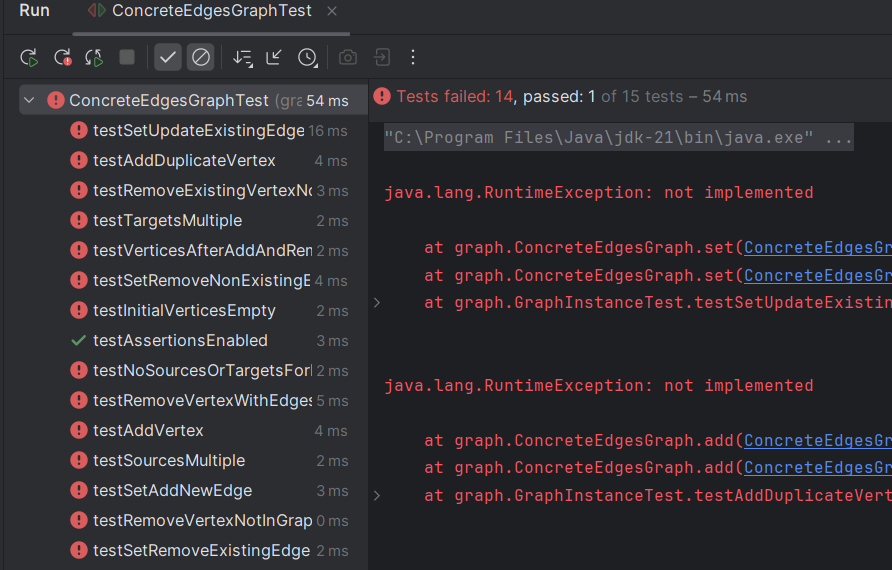 Run ConcreteEdgesGraphTest
ConcreteEdgesGraphTest (gra 54 ms
testSetUpdateExistingEdge 16 ms
testAddDuplicateVertex 4 ms
testRemoveExistingVertexNo 3 ms
testTargetsMultiple 2 ms
testVerticesAfterAddAndRem 2 ms
testSetRemoveNonExistingE 4 ms
testInitialVerticesEmpty 2 ms
testAssertionsEnabled 3 ms
testNoSourcesOrTargetsForI 2 ms
testRemoveVertexWithEdges 5 ms
testAddVertex 4 ms
testSourcesMultiple 2 ms
testSetAddNewEdge 3 ms
testRemoveVertexNotInGrap 0 ms
testSetRemoveExistingEdge 2 ms
Tests failed: 14, passed: 1 of 15 tests – 54 ms
"C:\Program Files\Java\jdk-21\bin\java.exe" ...
java.lang.RuntimeException: not implemented
at graph.ConcreteEdgesGraph.set(ConcreteEdgesGr
at graph.ConcreteEdgesGraph.set(ConcreteEdgesGr
at graph.GraphInstanceTest.testSetUpdateExistin
java.lang.RuntimeException: not implemented
at graph.ConcreteEdgesGraph.add(ConcreteEdgesGr
at graph.ConcreteEdgesGraph.add(ConcreteEdgesGr
at graph.GraphInstanceTest.testAddDuplicateVert